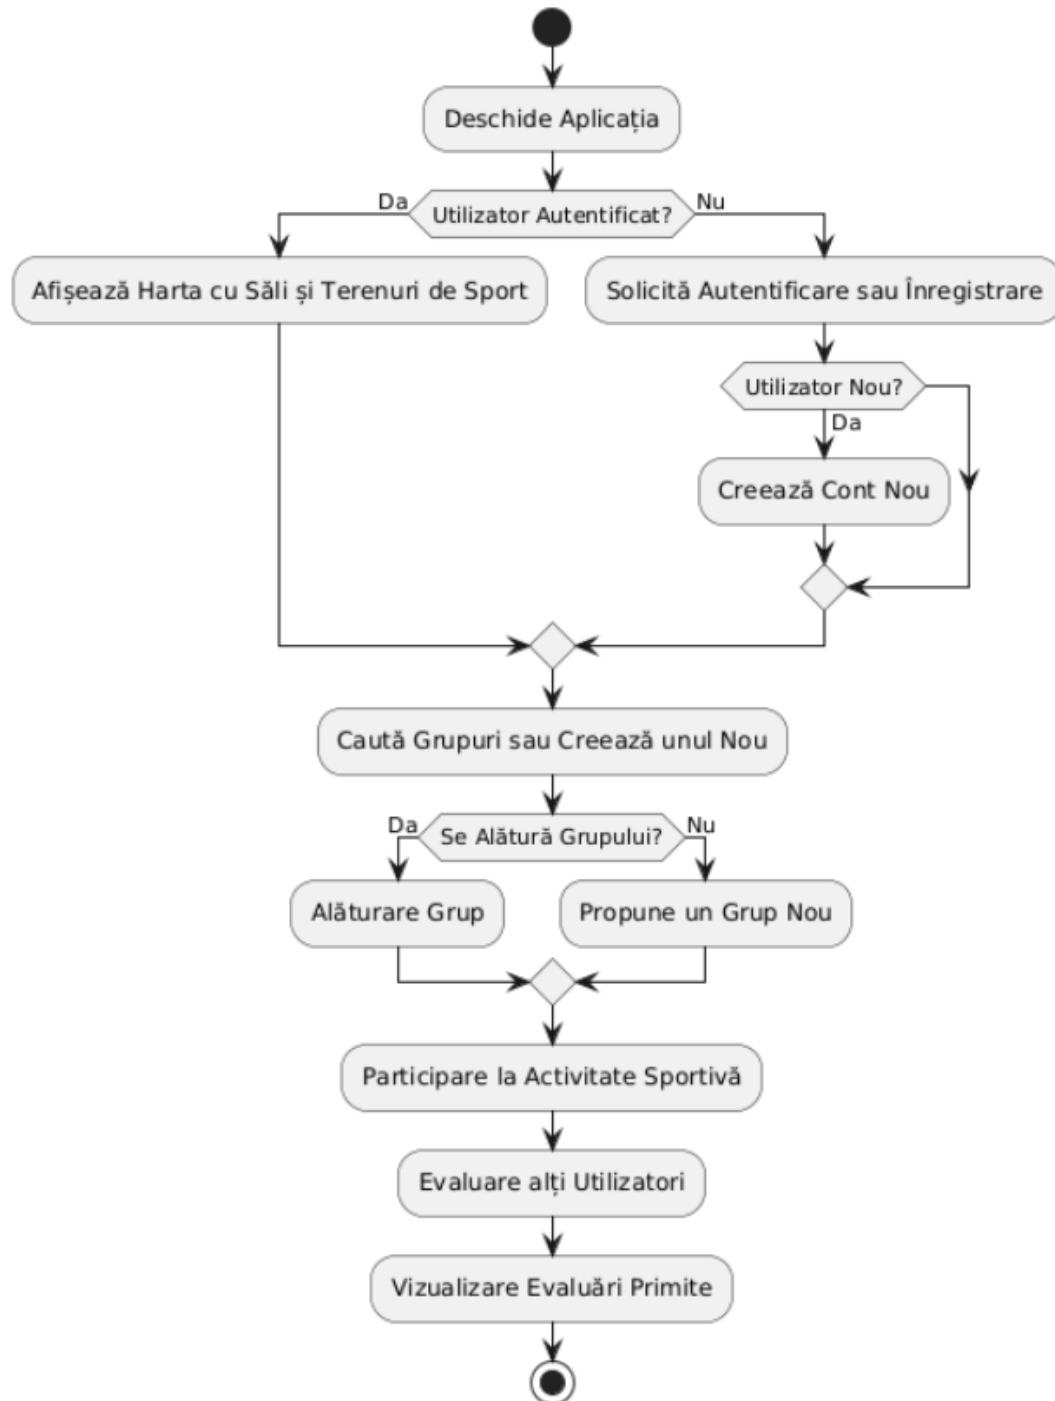 Deschide Aplicația
Da
Utilizator Autentificat?
Nu
Afișează Harta cu Săli și Terenuri de Sport
Solicită Autentificare sau Înregistrare
Utilizator Nou?
Da
Creează Cont Nou
Caută Grupuri sau Creează unul Nou
Da
Se Alătură Grupului?
Nu
Alăturare Grup
Propune un Grup Nou
Participare la Activitate Sportivă
Evaluare alți Utilizatori
Vizualizare Evaluări Primite